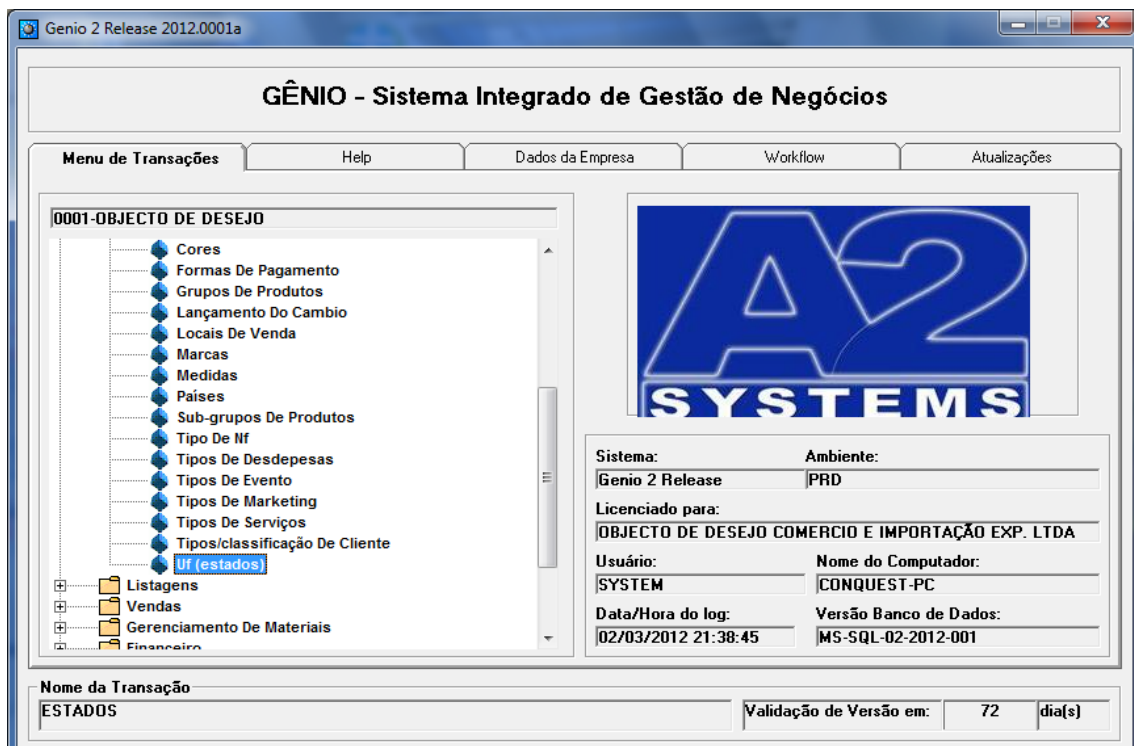 Genio 2 Release 2012.0001a
GÊNIO - Sistema Integrado de Gestão de Negócios
Menu de Transações Help Dados da Empresa Workflow Atualizações
0001-OBJECTO DE DESEJO
Cores
Formas De Pagamento
Grupos De Produtos
Lançamento Do Cambio
Locais De Venda
Marcas
Medidas
Países
Sub-grupos De Produtos
Tipo De Nf
Tipos De Desdepesas
Tipos De Evento
Tipos De Marketing
Tipos De Serviços
Tipos/classificação De Cliente
Uf (estados)
Listagens
Vendas
Gerenciamento De Materiais
Financeiro
A2
SYSTEMS
Sistema: Ambiente:
Genio 2 Release PRD
Licenciado para:
OBJECTO DE DESEJO COMERCIO E IMPORTAÇÃO EXP. LTDA
Usuário: Nome do Computador:
SYSTEM CONQUEST-PC
Data/Hora do log: Versão Banco de Dados:
02/03/2012 21:38:45 MS-SQL-02-2012-001
Nome da Transação
ESTADOS Validação de Versão em: 72 dia(s)